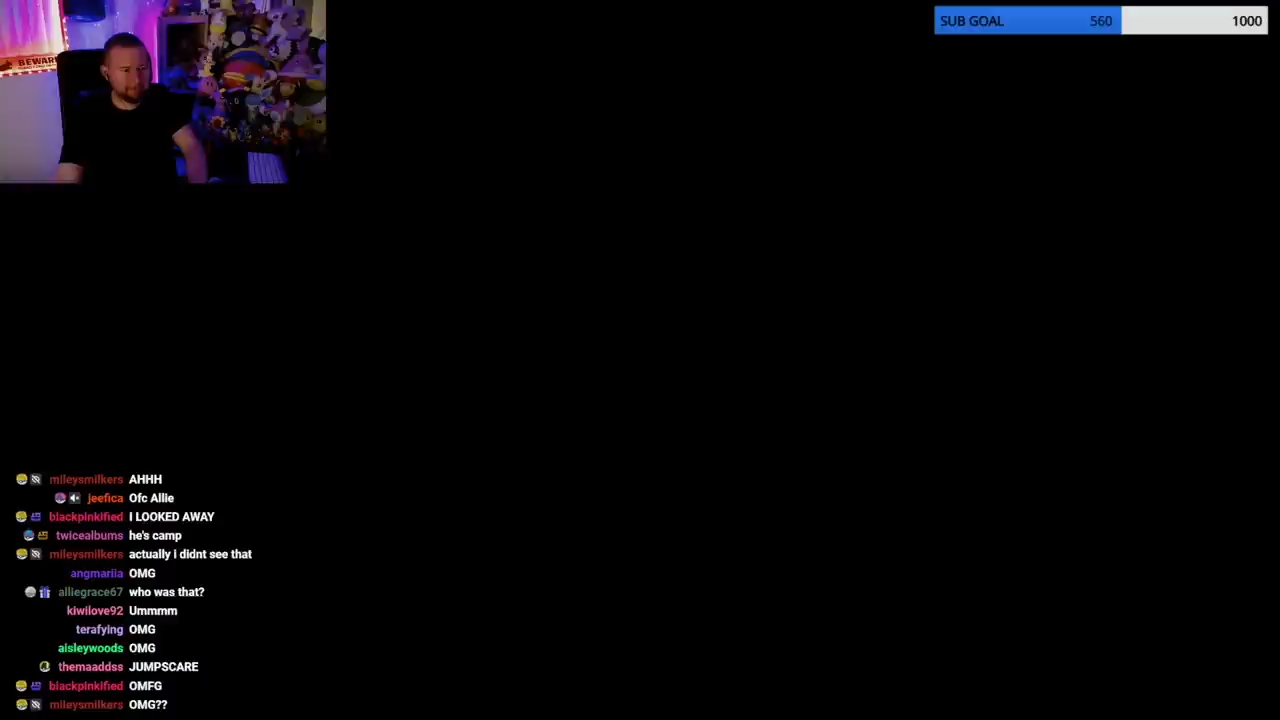 SUB GOAL 560 1000
BEWARE
mileysmilkers AHHH
jeefica Ofc Allie
blackpinkified I LOOKED AWAY
twicealbums he's camp
mileysmilkers actually i didnt see that
angmariia OMG
alliegrace67 who was that?
kiwilove92 Ummmm
terafying OMG
aisleywoods OMG
themaaddss JUMPSCARE
blackpinkified OMFG
mileysmilkers OMG??